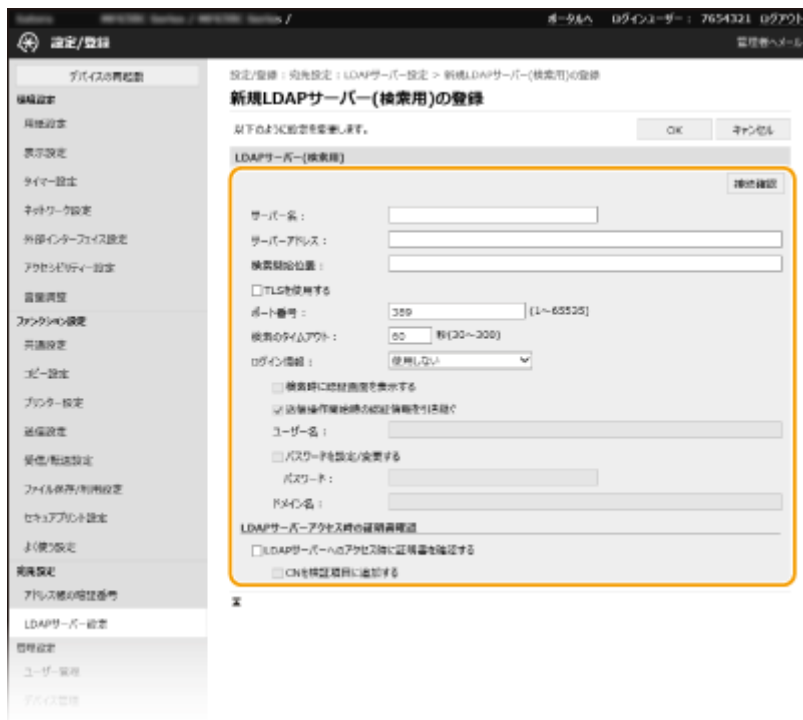 ポータルへ ログインユーザー： 7654321 ログアウト
設定/登録
管理者へメール
デバイスの再起動
環境設定
用紙設定
表示設定
タイマー設定
ネットワーク設定
外部インターフェイス設定
アクセシビリティー設定
音量調整
ファンクション設定
共通設定
コピー設定
プリンター設定
送信設定
受信/転送設定
ファイル保存/利用設定
セキュアプリント設定
よく使う設定
宛先設定
アドレス帳の暗証番号
LDAPサーバー設定
管理設定
ユーザー管理
デバイス管理
設定/登録：宛先設定：LDAPサーバー設定 > 新規LDAPサーバー(検索用)の登録
新規LDAPサーバー(検索用)の登録
以下のように設定を変更します。
OK キャンセル
LDAPサーバー(検索用)
接続確認
サーバー名：
サーバーアドレス：
検索開始位置：
TLSを使用する
ポート番号： 389 (1～65535)
検索のタイムアウト： 60 秒(30～300)
ログイン情報： 使用しない
検索時に認証画面を表示する
送信操作開始時の認証情報を引き継ぐ
ユーザー名：
パスワードを設定/変更する
パスワード：
ドメイン名：
LDAPサーバーアクセス時の証明書確認
LDAPサーバーへのアクセス時に証明書を確認する
CNを検証項目に追加する